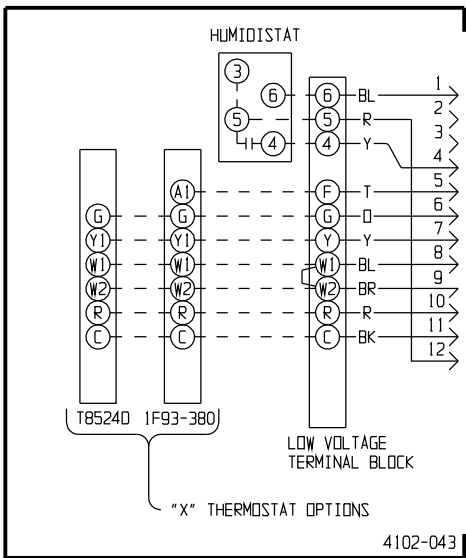 HUMIDISTAT
3
6 6 BL 1
2
5 5 R
3
4 4 Y
4
A1 F T 5
G G G O 6
Y1 Y1 Y Y 7
W1 W1 W1 BL 8
W2 W2 W2 BR 9
R R R R 10
C C C BK 11
12
T8524D 1F93-380
LOW VOLTAGE
TERMINAL BLOCK
"X" THERMOSTAT OPTIONS
4102-043